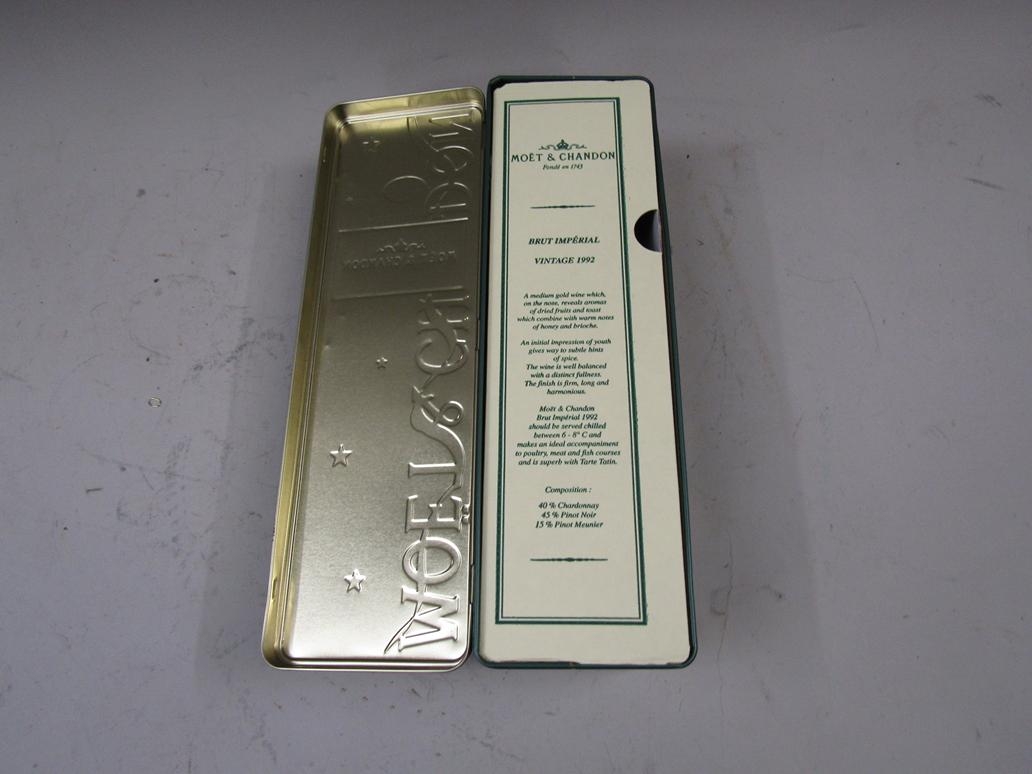 MOËT & CHANDON
Fondé en 1743
BRUT IMPÉRIAL
VINTAGE 1992
A medium gold wine which,
on the nose, reveals aromas
of dried fruits and toast
which combine with warm notes
of honey and brioche.
An initial impression of youth
gives way to subtle hints
of spice.
The wine is well balanced
with a distinct fullness.
The finish is firm, long and
harmonious.
Moët & Chandon
Brut Impérial 1992
should be served chilled
between 6 - 8° C and
makes an ideal accompaniment
to poultry, meat and fish courses
and is superb with Tarte Tatin.
Composition :
40 % Chardonnay
45 % Pinot Noir
15 % Pinot Meunier
MOËT & CHANDON